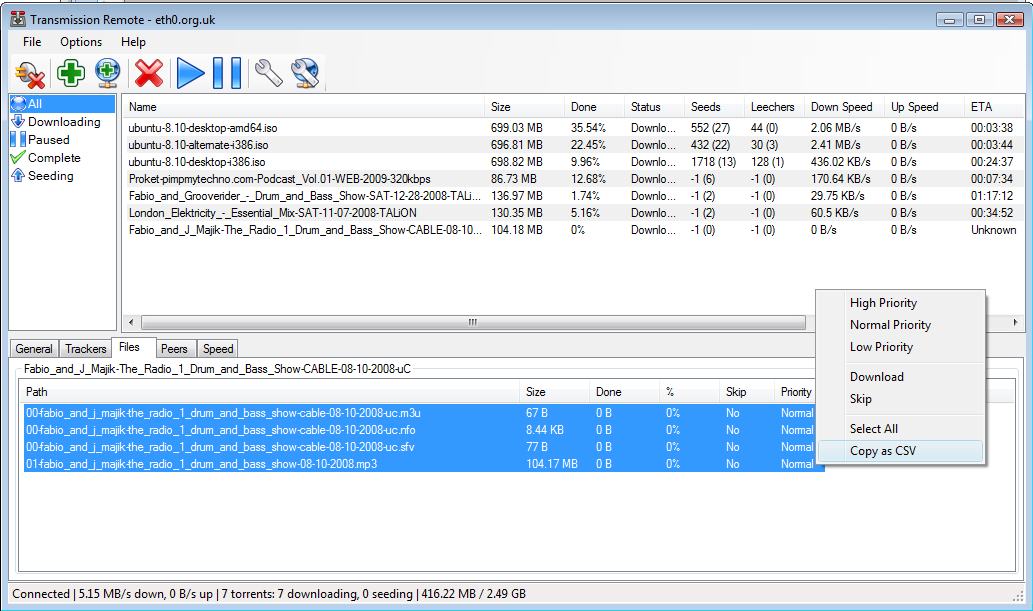 Transmission Remote - eth0.org.uk
File Options Help
All
Downloading
Paused
Complete
Seeding
Name Size Done Status Seeds Leechers Down Speed Up Speed ETA
ubuntu-8.10-desktop-amd64.iso 699.03 MB 35.54% Downlo... 552 (27) 44 (0) 2.06 MB/s 0 B/s 00:03:38
ubuntu-8.10-alternate-i386.iso 696.81 MB 22.45% Downlo... 432 (22) 30 (3) 2.41 MB/s 0 B/s 00:03:44
ubuntu-8.10-desktop-i386.iso 698.82 MB 9.96% Downlo... 1718 (13) 128 (1) 436.02 KB/s 0 B/s 00:24:37
Proket-pimpmytechno.com-Podcast_Vol.01-WEB-2009-320kbps 86.73 MB 12.68% Downlo... -1 (6) -1 (0) 170.64 KB/s 0 B/s 00:07:34
Fabio_and_Grooverider_-_Drum_and_Bass_Show-SAT-12-28-2008-TALi... 136.97 MB 1.74% Downlo... -1 (2) -1 (0) 29.75 KB/s 0 B/s 01:17:12
London_Elektricity_-_Essential_Mix-SAT-11-07-2008-TALiON 130.35 MB 5.16% Downlo... -1 (2) -1 (0) 60.5 KB/s 0 B/s 00:34:52
Fabio_and_J_Majik-The_Radio_1_Drum_and_Bass_Show-CABLE-08-10... 104.18 MB 0% Downlo... -1 (0) -1 (0) 0 B/s 0 B/s Unknown
General Trackers Files Peers Speed
Fabio_and_J_Majik-The_Radio_1_Drum_and_Bass_Show-CABLE-08-10-2008-uC
Path Size Done % Skip Priority
00-fabio_and_j_majik-the_radio_1_drum_and_bass_show-cable-08-10-2008-uc.m3u 67 B 0 B 0% No Normal
00-fabio_and_j_majik-the_radio_1_drum_and_bass_show-cable-08-10-2008-uc.nfo 8.44 KB 0 B 0% No Normal
00-fabio_and_j_majik-the_radio_1_drum_and_bass_show-cable-08-10-2008-uc.sfv 77 B 0 B 0% No Normal
01-fabio_and_j_majik-the_radio_1_drum_and_bass_show-08-10-2008.mp3 104.17 MB 0 B 0% No Normal
High Priority
Normal Priority
Low Priority
Download
Skip
Select All
Copy as CSV
Connected | 5.15 MB/s down, 0 B/s up | 7 torrents: 7 downloading, 0 seeding | 416.22 MB / 2.49 GB